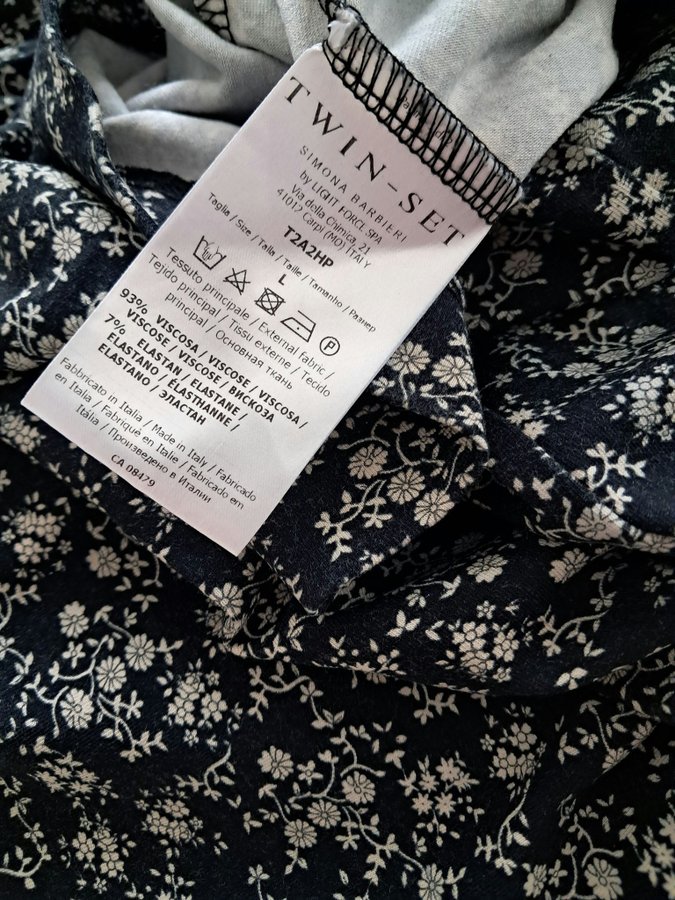 TWIN-SET
SIMONA BARBIERI
by LIGHT FORCE SPA
Via della Chimica, 21
41012 Carpi (MO) ITALY
T2A2HP
Taglia / Size / Talla / Taille / Tamanho / Размер
L
P
Tessuto principale / External fabric /
Tejido principal / Tissu externe / Tecido
principal / Основная ткань
93% VISCOSA / VISCOSE / VISCOSA /
VISCOSE / VISCOSE / ВИСКОЗА
7% ELASTAN / ELASTANE /
ELASTANO / ÉLASTHANNE /
ELASTANO / ЭЛАСТАН
Fabbricato in Italia / Made in Italy / Fabricado
en Italia / Fabriqué en Italie / Fabricado em
Itália / Произведено в Италии
CA 08479